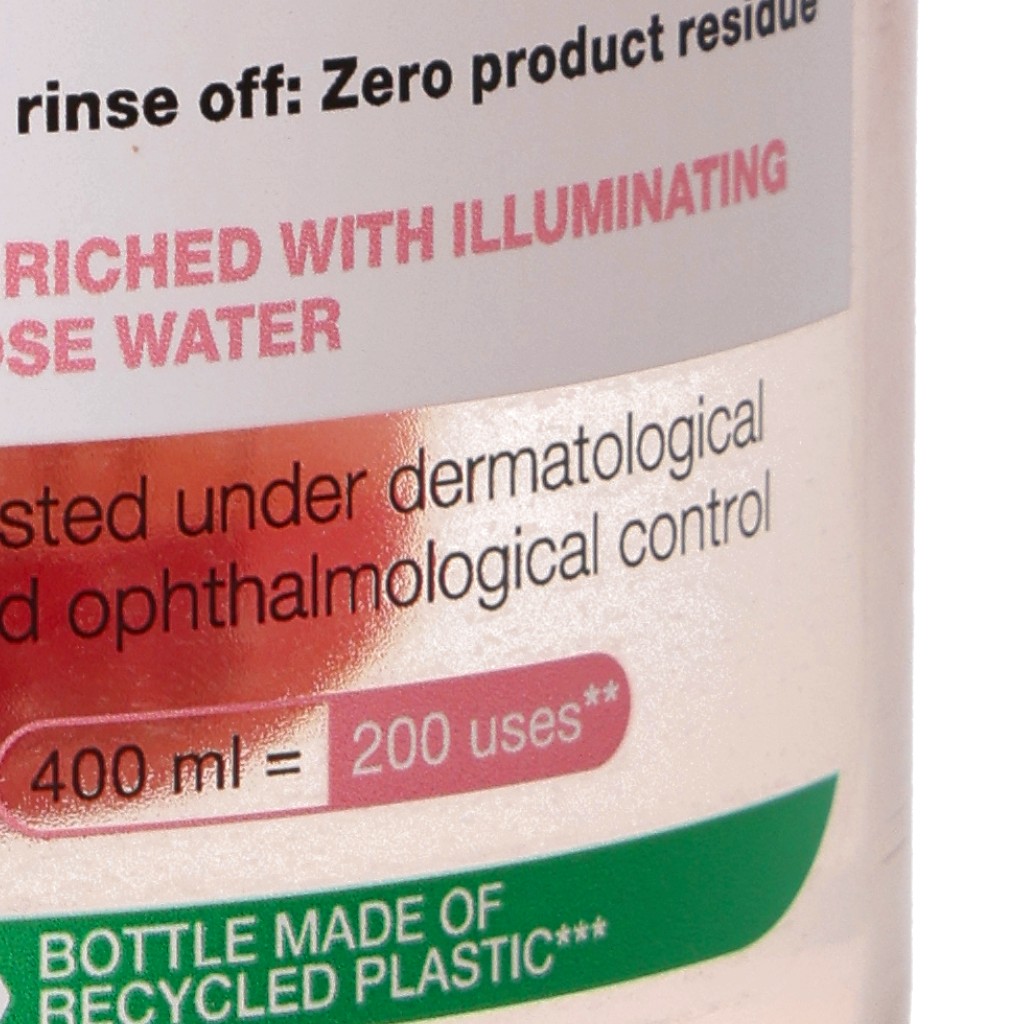 rinse off: Zero product residue
RICHED WITH ILLUMINATING
OSE WATER
sted under dermatological
d ophthalmological control
400 ml = 200 uses**
BOTTLE MADE OF
RECYCLED PLASTIC***